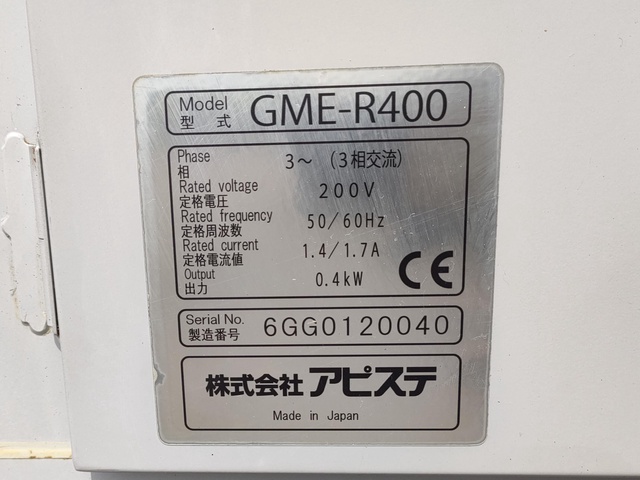 Model
型式 GME-R400
Phase
相 3～ (3相交流)
Rated voltage
定格電圧 200V
Rated frequency
定格周波数 50/60Hz
Rated current
定格電流値 1.4/1.7A
Output
出力 0.4kW
CE
Serial No.
製造番号 6GG0120040
株式会社アピステ
Made in Japan